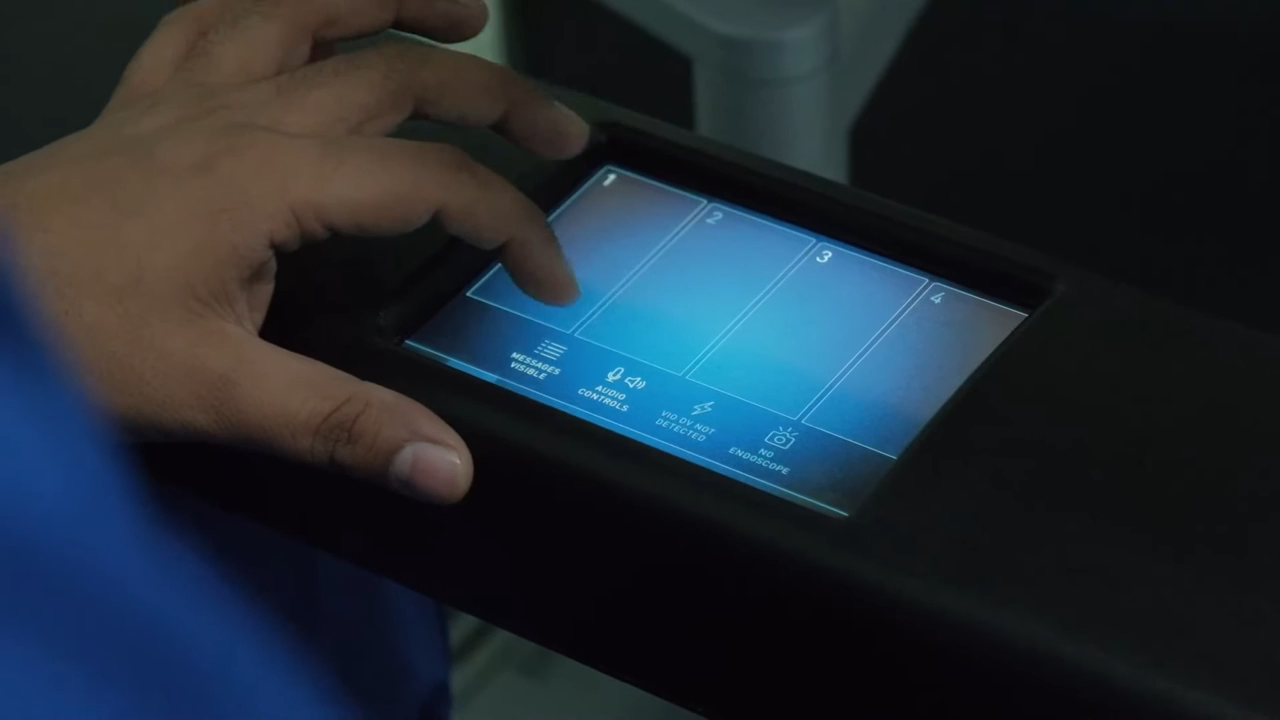 1
2
3
4
MESSAGES
VISIBLE
AUDIO
CONTROLS
VIO DV NOT
DETECTED
NO
ENDOSCOPE